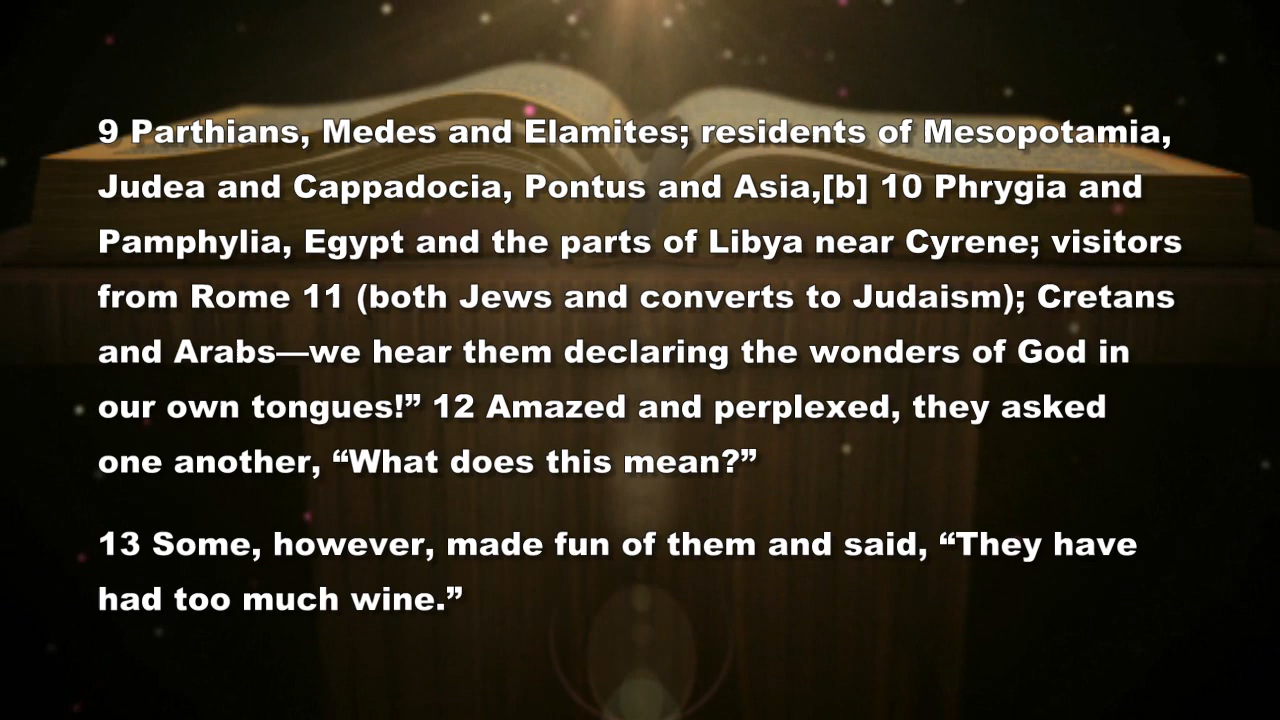 9 Parthians, Medes and Elamites; residents of Mesopotamia,
Judea and Cappadocia, Pontus and Asia,[b] 10 Phrygia and
Pamphylia, Egypt and the parts of Libya near Cyrene; visitors
from Rome 11 (both Jews and converts to Judaism); Cretans
and Arabs—we hear them declaring the wonders of God in
our own tongues!” 12 Amazed and perplexed, they asked
one another, “What does this mean?”
13 Some, however, made fun of them and said, “They have
had too much wine.”